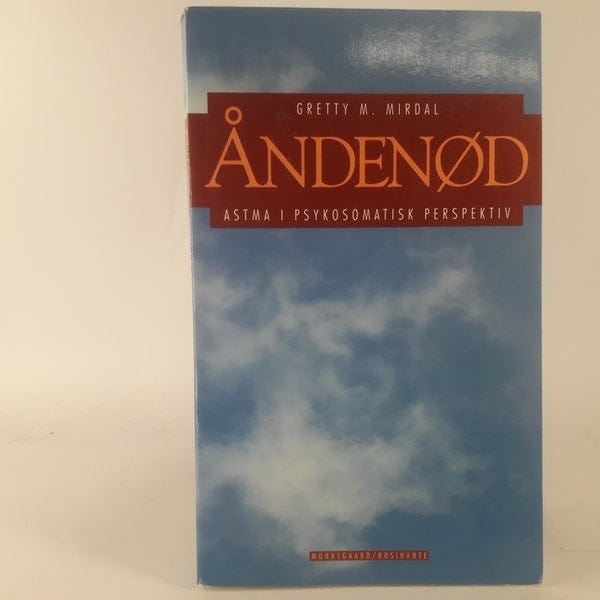 GRETTY M. MIRDAL
ÅNDENØD
ASTMA I PSYKOSOMATISK PERSPEKTIV
MUNKSGAARD/ROSINANTE